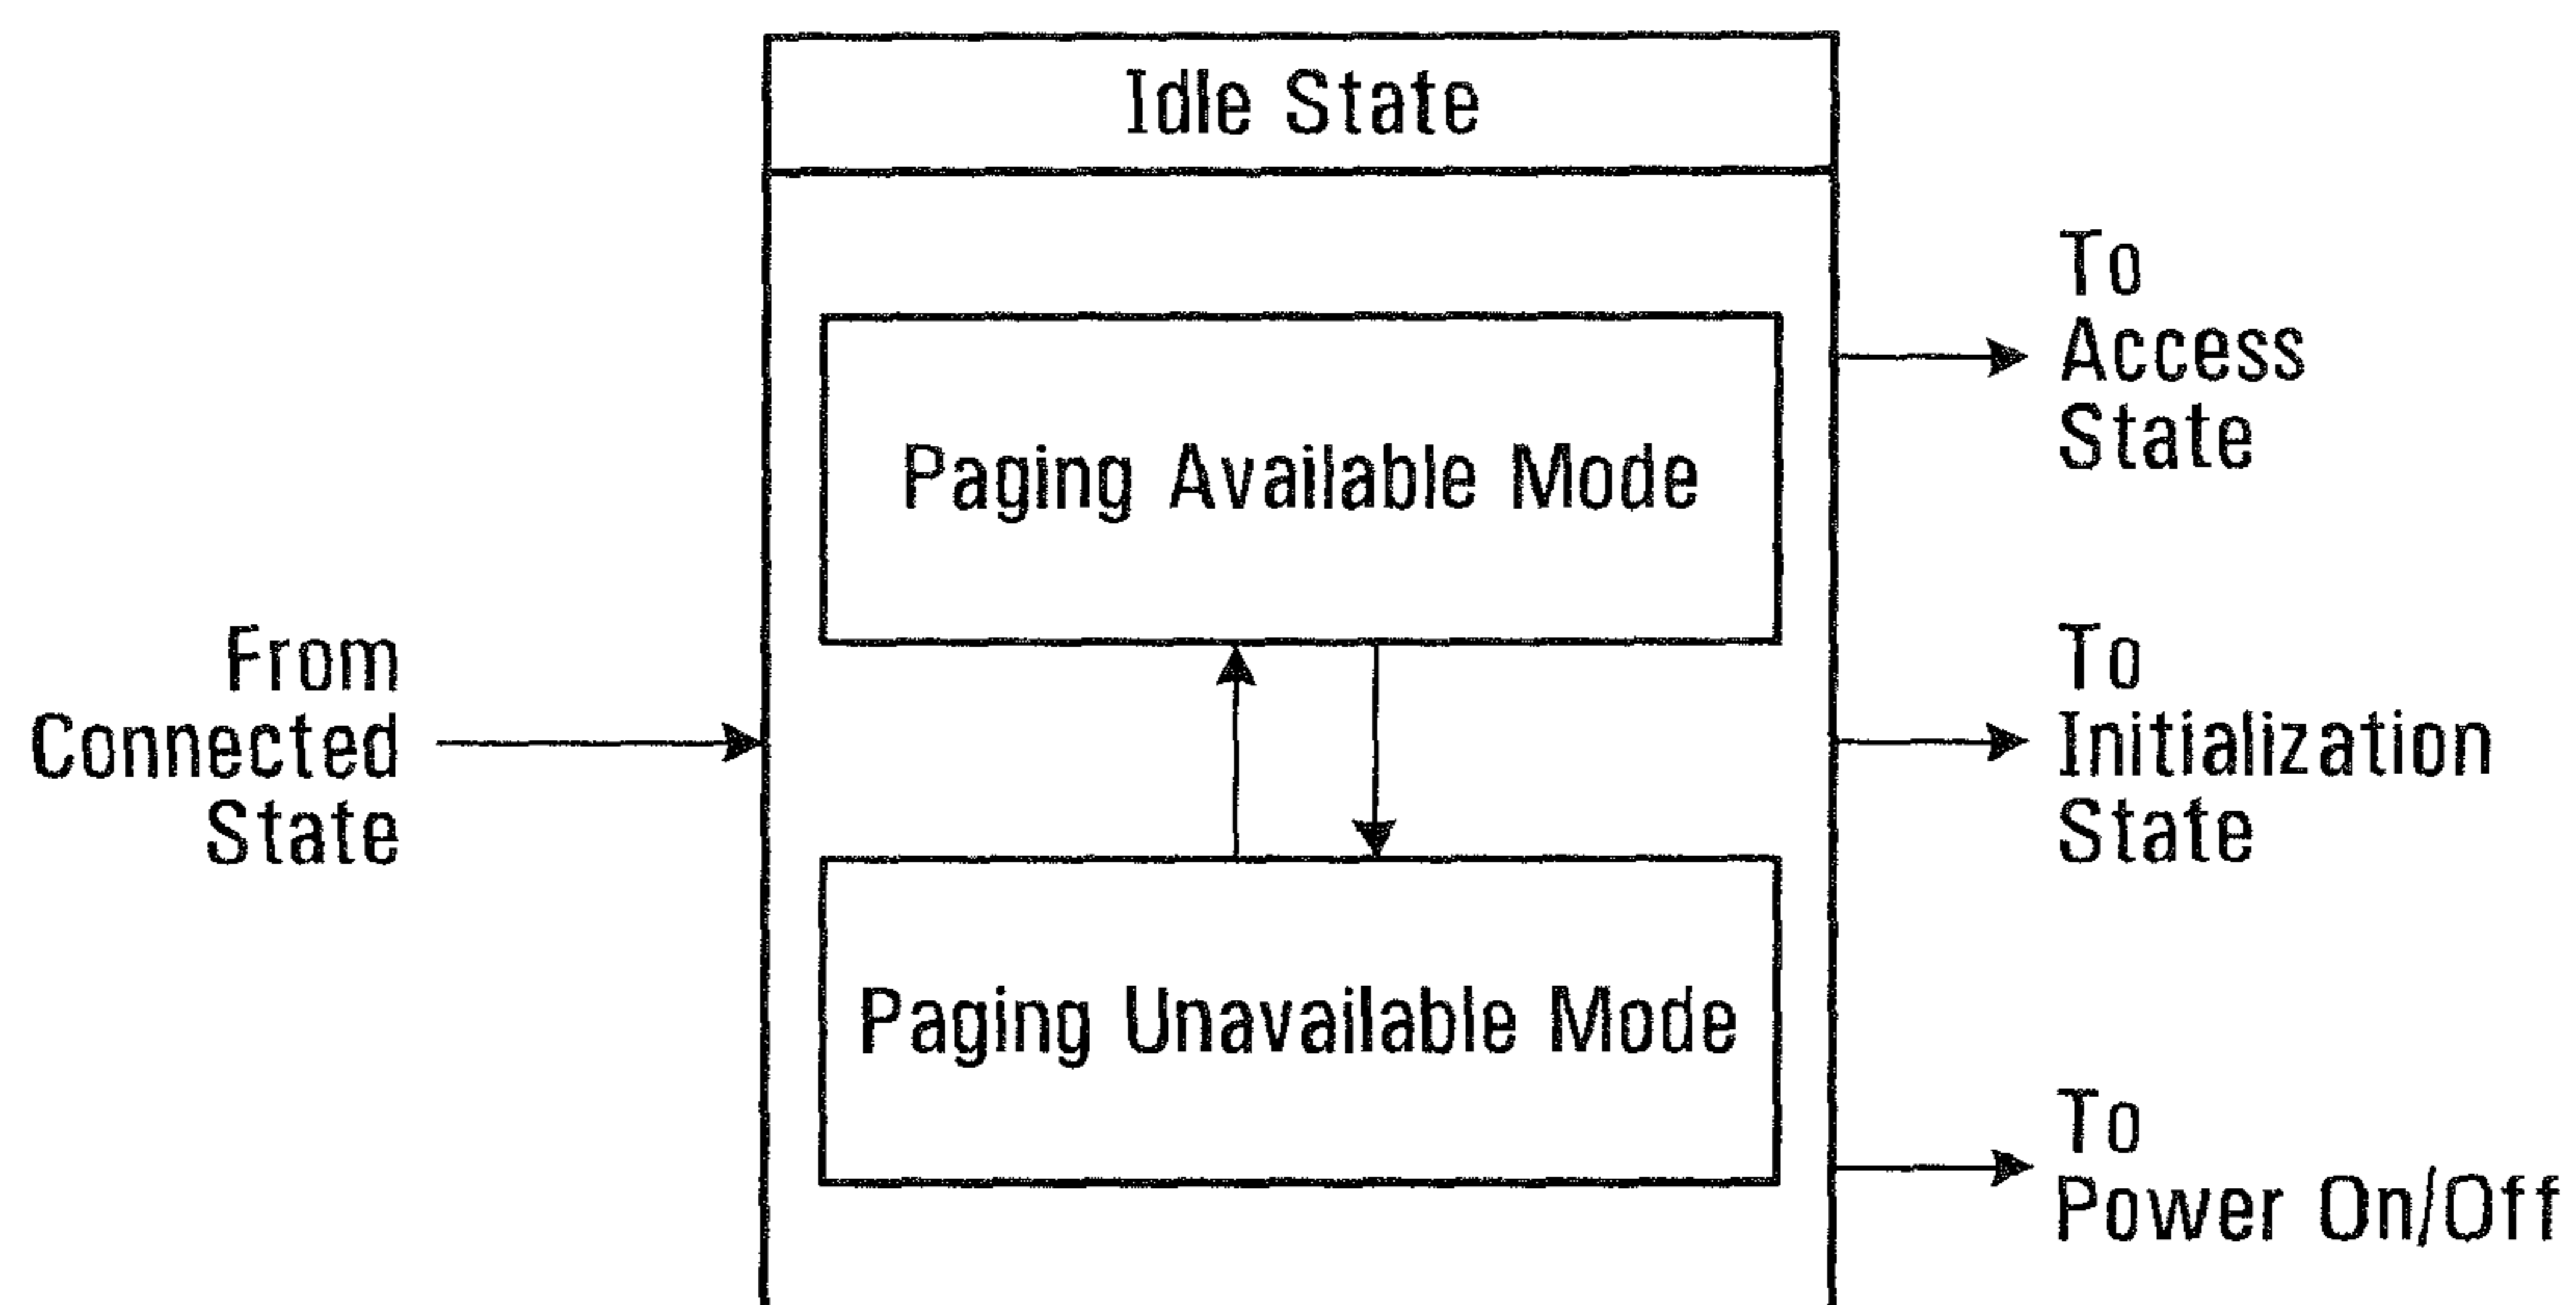 Idle State
Paging Available Mode
Paging Unavailable Mode
From
Connected
State
To
Access
State
To
Initialization
State
To
Power On/Off